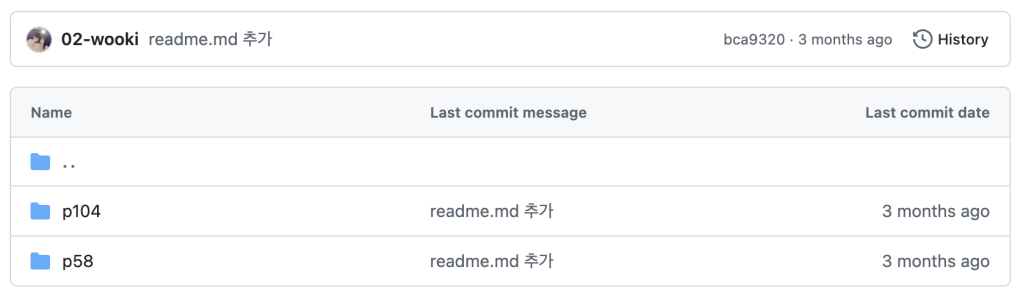 02-wooki readme.md 추가 bca9320 · 3 months ago History
Name Last commit message Last commit date
..
p104 readme.md 추가 3 months ago
p58 readme.md 추가 3 months ago